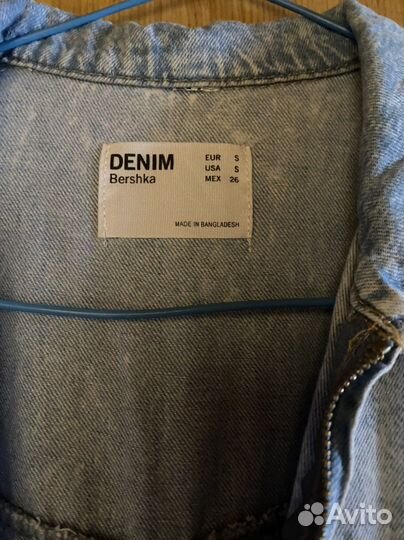 DENIM
Bershka
EUR S
USA S
MEX 26
MADE IN BANGLADESH
Avito